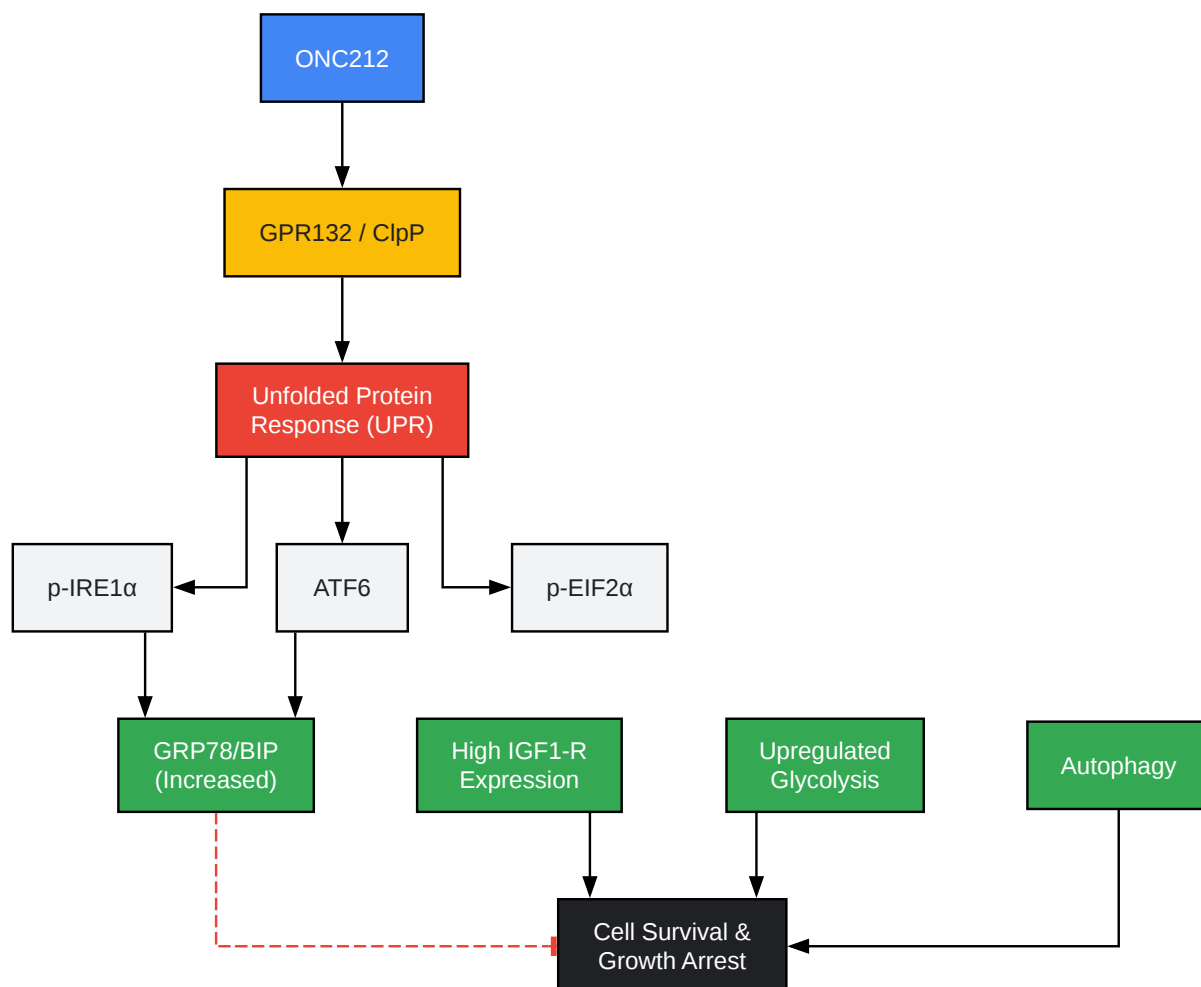 ONC212
GPR132 / ClpP
Unfolded Protein
Response (UPR)
p-IRE1α
ATF6
p-EIF2α
GRP78/BIP
(Increased)
High IGF1-R
Expression
Upregulated
Glycolysis
Autophagy
Cell Survival &
Growth Arrest